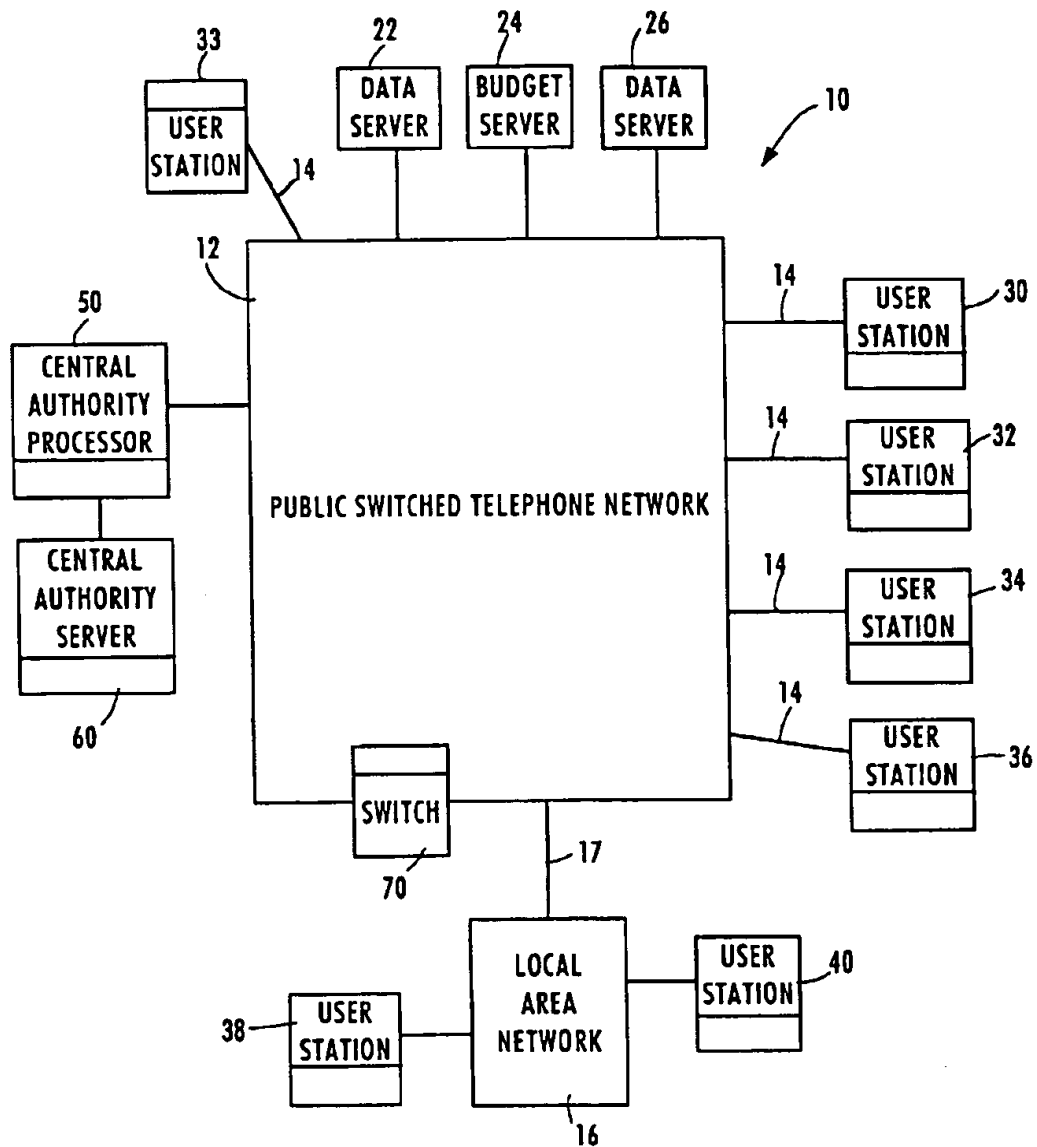 33
22
24
26
DATA
SERVER
BUDGET
SERVER
DATA
SERVER
USER
STATION
10
14
12
14
USER
STATION
30
50
CENTRAL
AUTHORITY
PROCESSOR
14
USER
STATION
32
PUBLIC SWITCHED TELEPHONE NETWORK
CENTRAL
AUTHORITY
SERVER
60
14
USER
STATION
34
14
USER
STATION
36
SWITCH
70
17
LOCAL
AREA
NETWORK
16
USER
STATION
40
38
USER
STATION